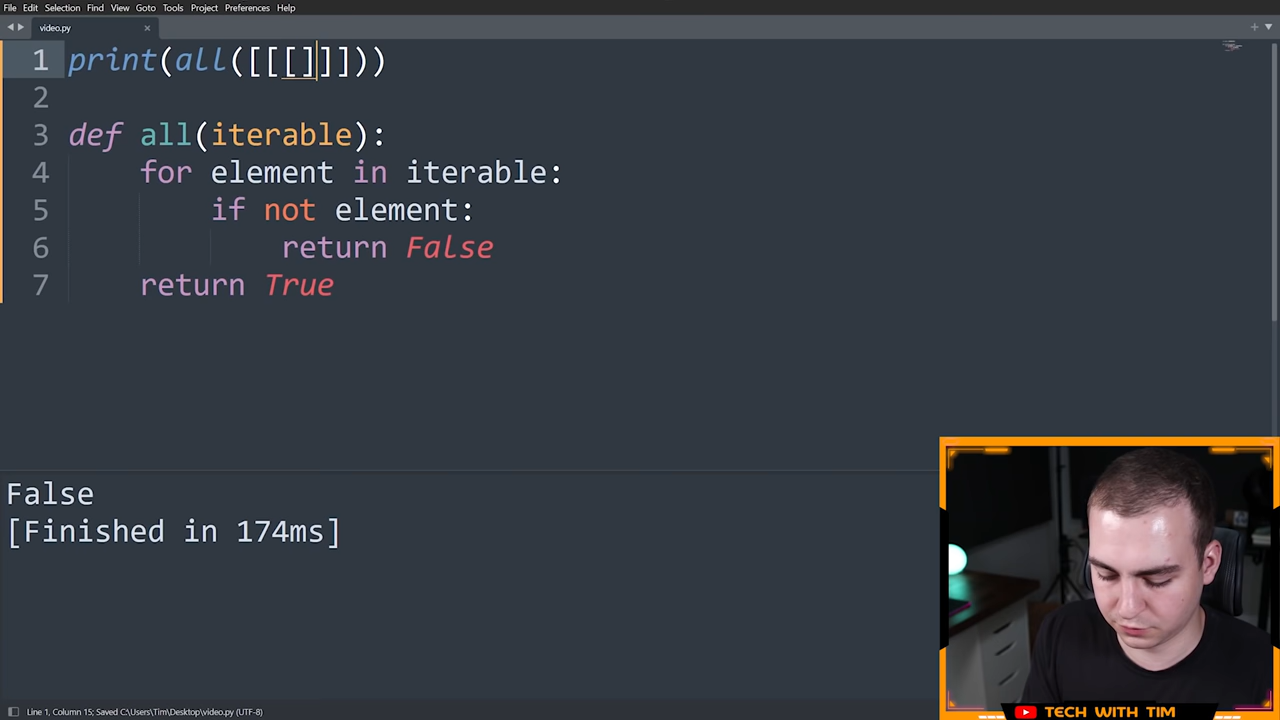 File Edit Selection Find View Goto Tools Project Preferences Help
video.py ×
1 print(all([[[]]]))
2
3 def all(iterable):
4 for element in iterable:
5 if not element:
6 return False
7 return True
False
[Finished in 174ms]
Line 1, Column 15; Saved C:\Users\Tim\Desktop\video.py (UTF-8)
TECH WITH TIM